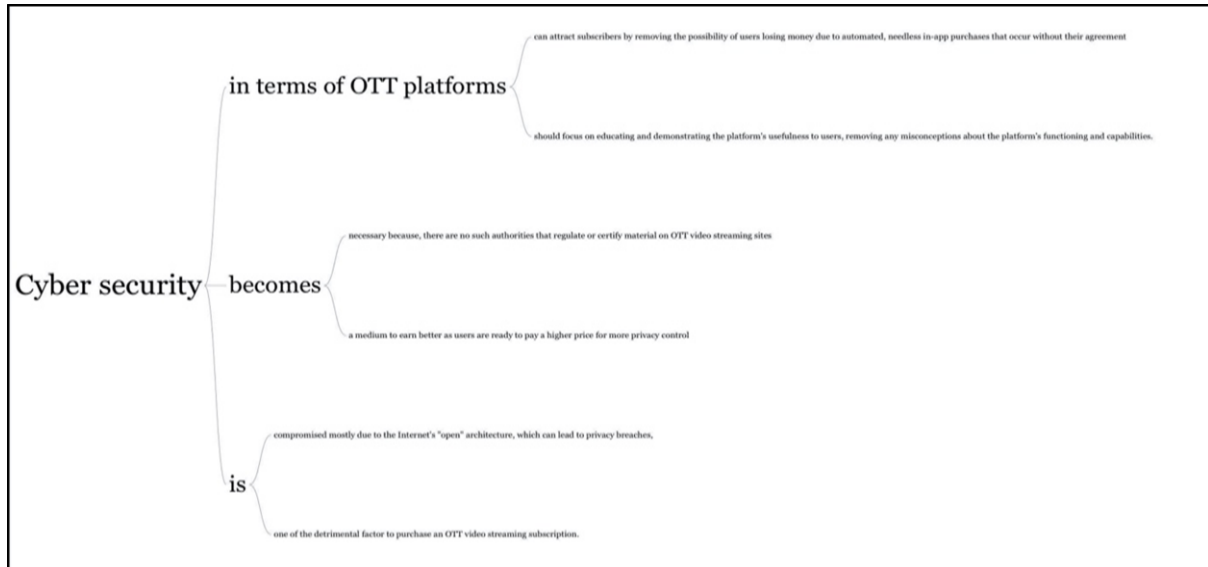 can attract subscribers by removing the possibility of users losing money due to automated, needless in-app purchases that occur without their agreement
in terms of OTT platforms
should focus on educating and demonstrating the platform's usefulness to users, removing any misconceptions about the platform's functioning and capabilities.
necessary because, there are no such authorities that regulate or certify material on OTT video streaming sites
Cyber security
becomes
a medium to earn better as users are ready to pay a higher price for more privacy control
compromised mostly due to the Internet's "open" architecture, which can lead to privacy breaches,
is
one of the detrimental factor to purchase an OTT video streaming subscription.